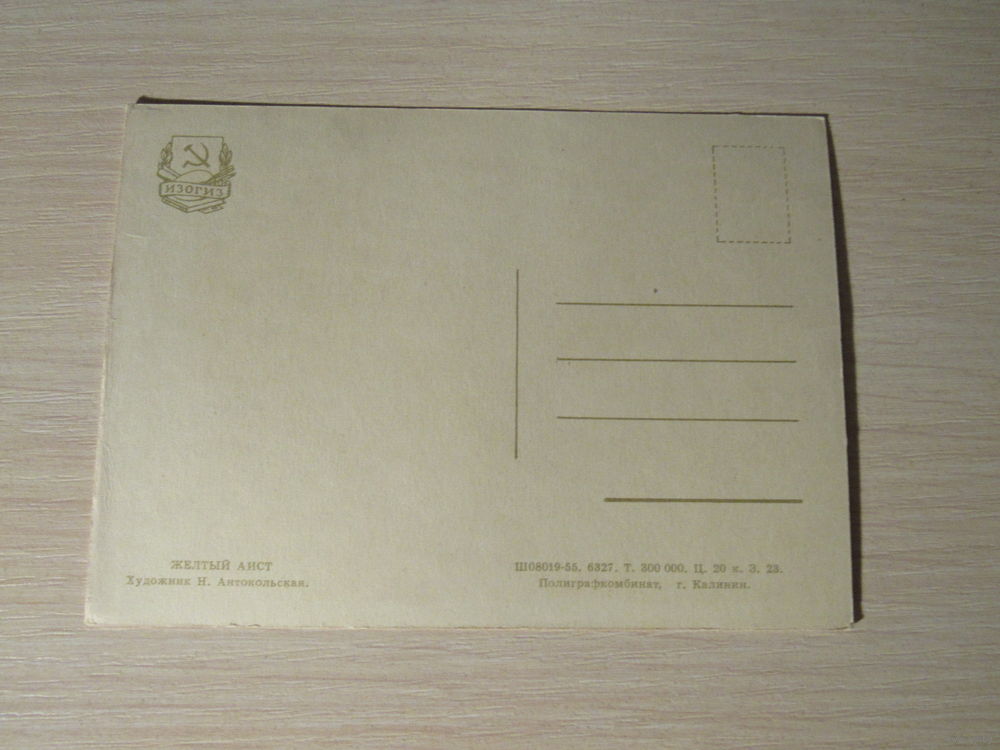 ИЗОГИЗ
ЖЕЛТЫЙ АИСТ
Художник Н. Антокольская.
Ш08019-55. 6327. Т. 300 000. Ц. 20 к. З. 23.
Полиграфкомбинат, г. Калинин.